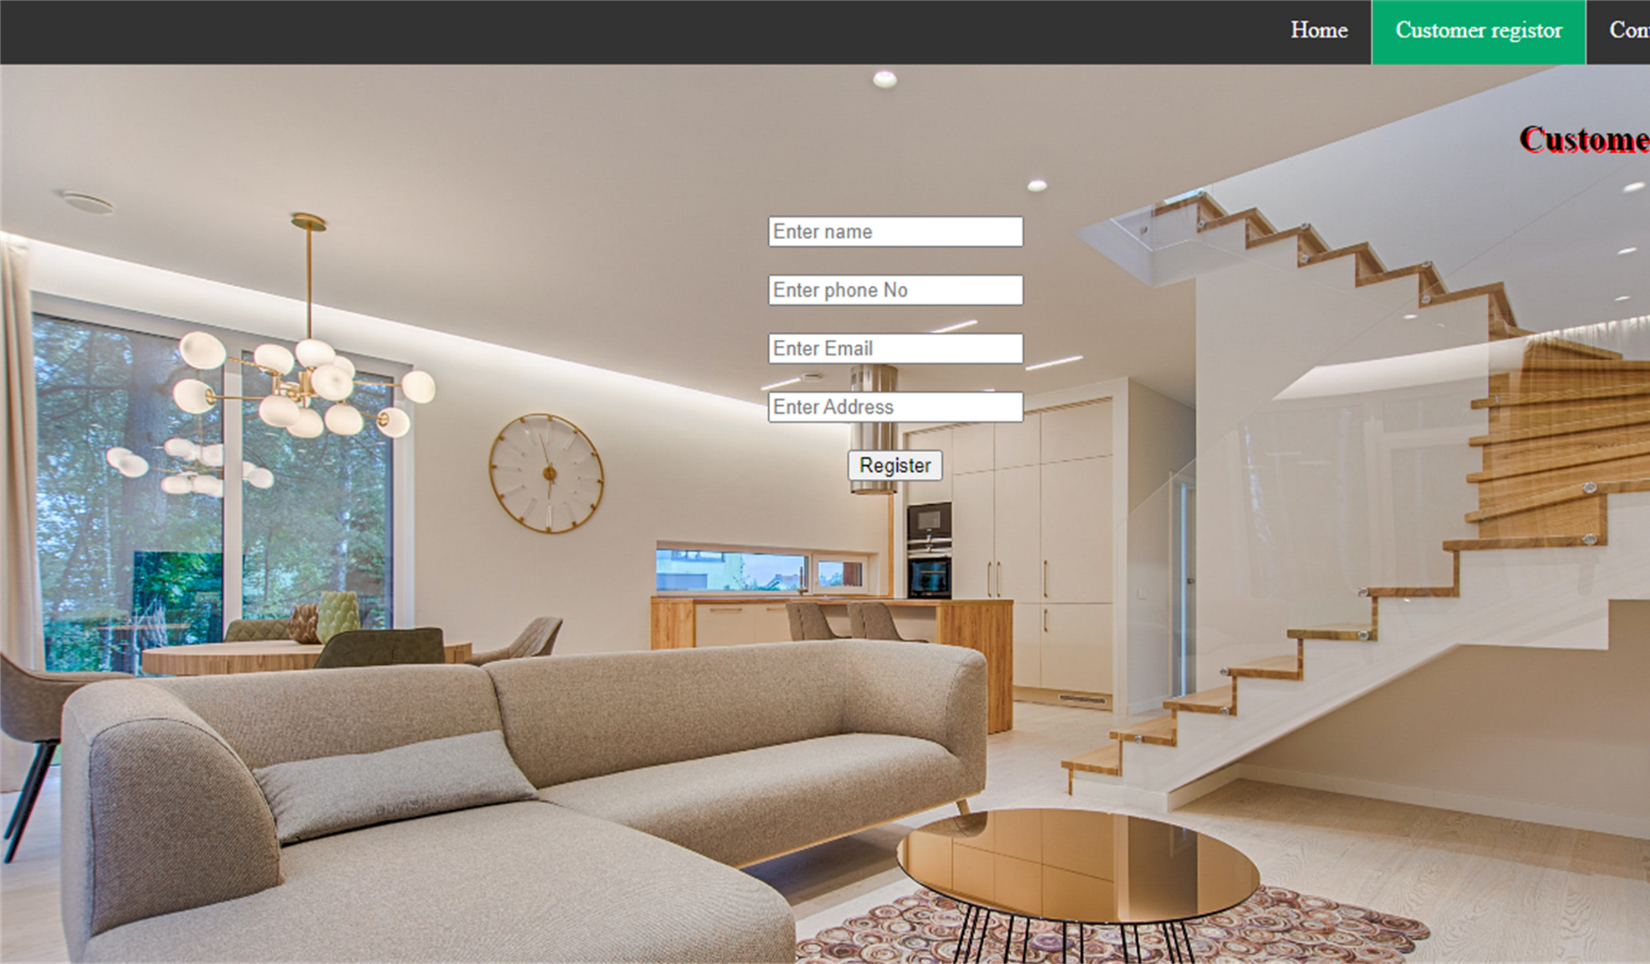 Home Customer registor Con
Custome
Enter name
Enter phone No
Enter Email
Enter Address
Register